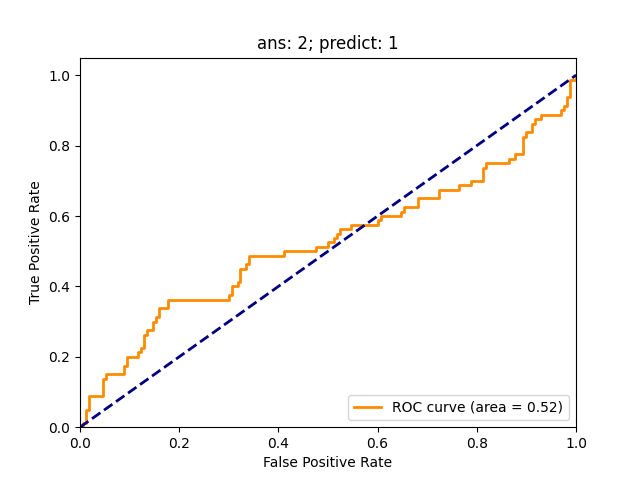 ans: 2; predict: 1
True Positive Rate
1.0
0.8
0.6
0.4
0.2
0.0
ROC curve (area = 0.52)
0.0 0.2 0.4 0.6 0.8 1.0
False Positive Rate